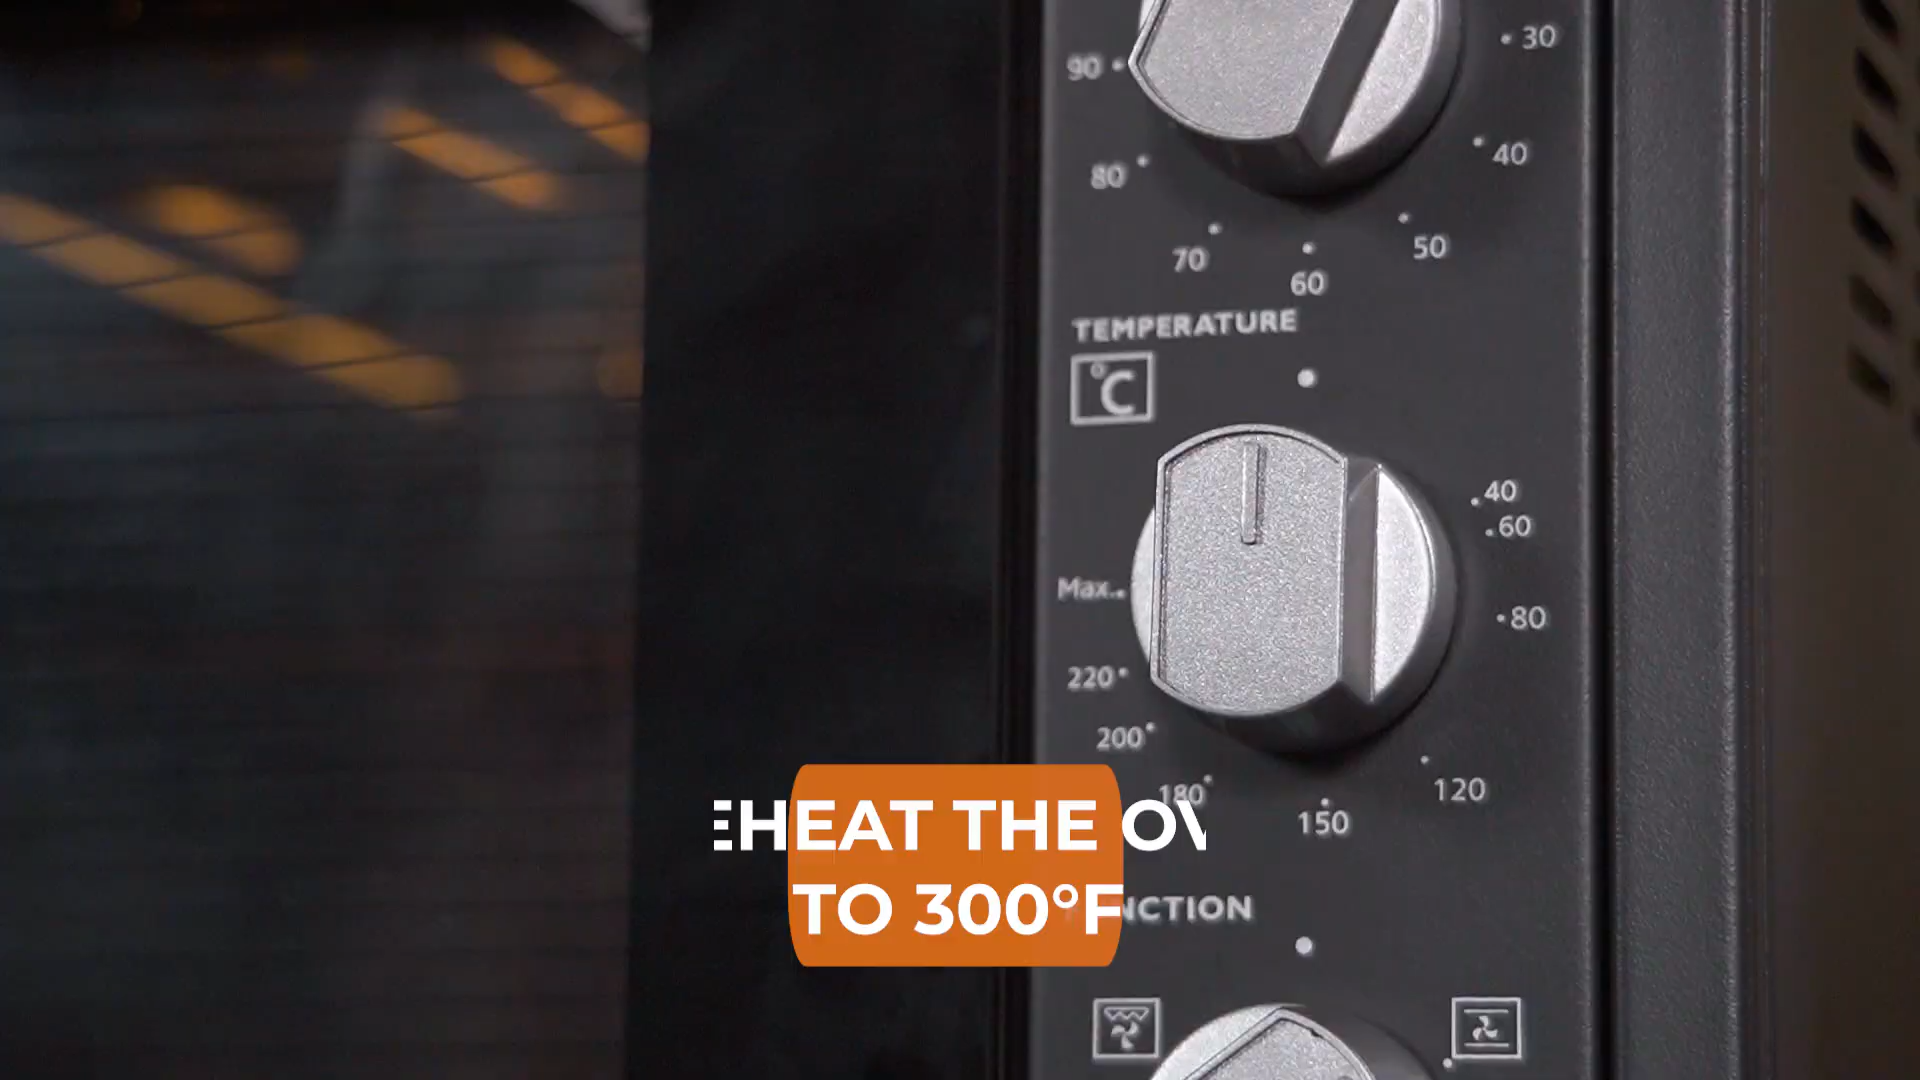 30
90
40
80
50
70
60
TEMPERATURE
°C
40
60
Max.
80
220
200
120
180
150
EHEAT THE OV
TO 300°F
NCTION